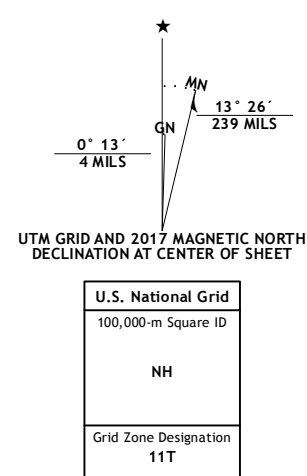 ★
MN
GN
13° 26´
239 MILS
0° 13´
4 MILS
UTM GRID AND 2017 MAGNETIC NORTH
DECLINATION AT CENTER OF SHEET
U.S. National Grid
100,000-m Square ID
NH
Grid Zone Designation
11T